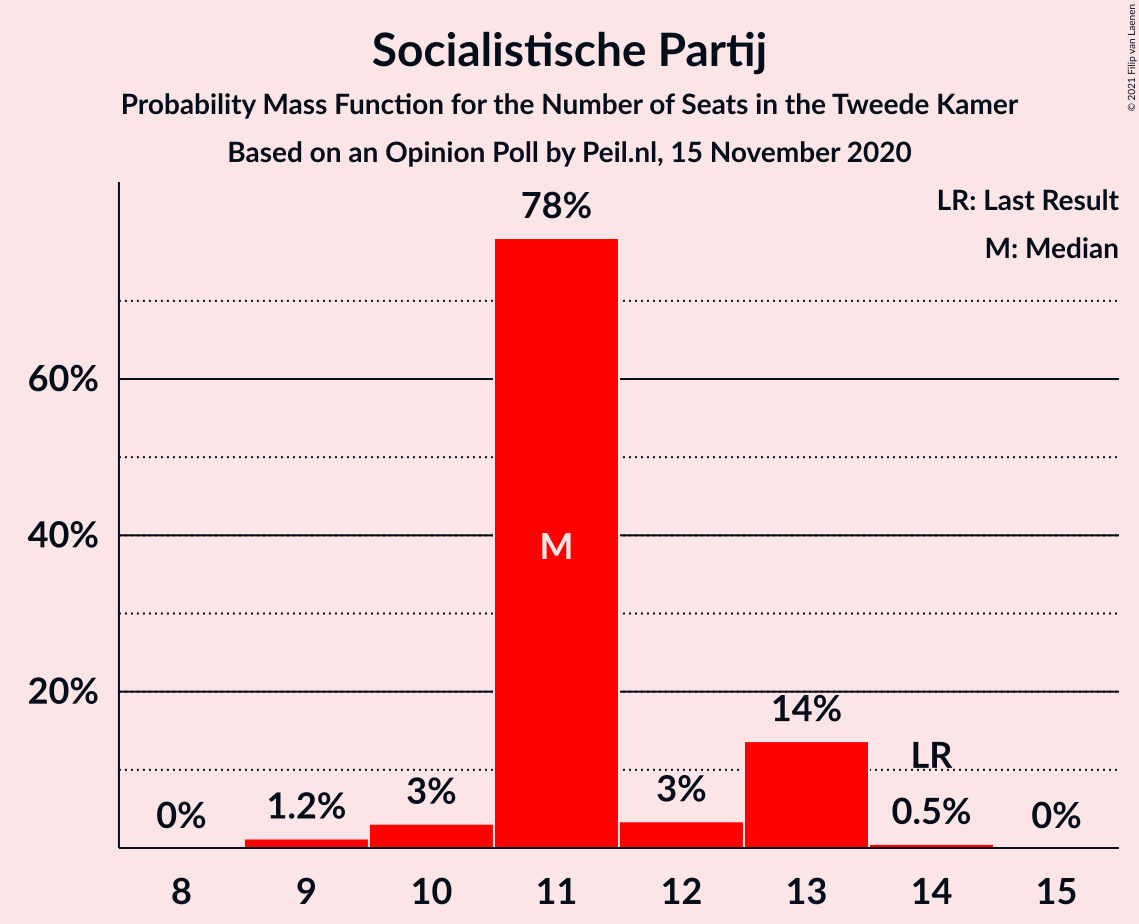 Socialistische Partij
Probability Mass Function for the Number of Seats in the Tweede Kamer
Based on an Opinion Poll by Peil.nl, 15 November 2020
© 2021 Filip van Laenen
LR: Last Result
M: Median
60%
40%
20%
0%
1.2%
3%
78%
M
3%
14%
LR
0.5%
0%
8
9
10
11
12
13
14
15